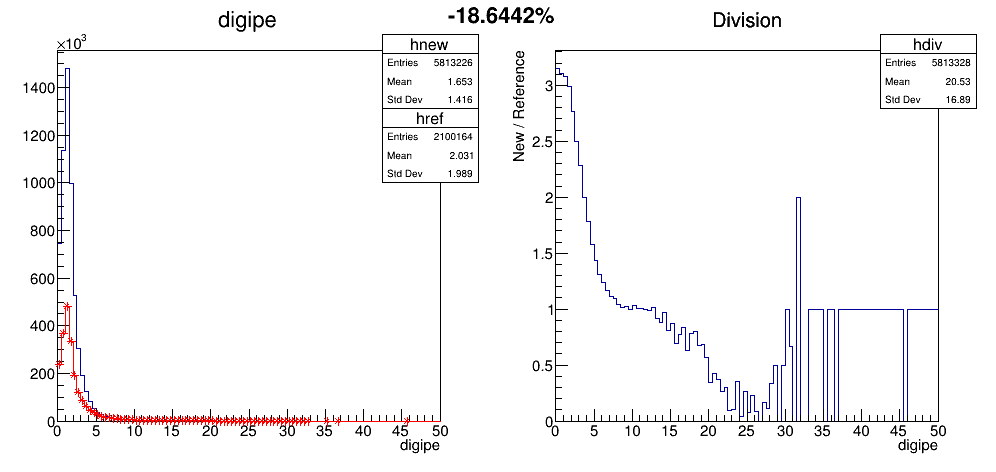 -18.6442%
digipe
×10³
hnew
Entries 5813226
Mean 1.653
Std Dev 1.416
href
Entries 2100164
Mean 2.031
Std Dev 1.989
1400
1200
1000
800
600
400
200
0
0 5 10 15 20 25 30 35 40 45 50
digipe
Division
hdiv
Entries 5813328
Mean 20.53
Std Dev 16.89
New / Reference
3
2.5
2
1.5
1
0.5
0
0 5 10 15 20 25 30 35 40 45 50
digipe